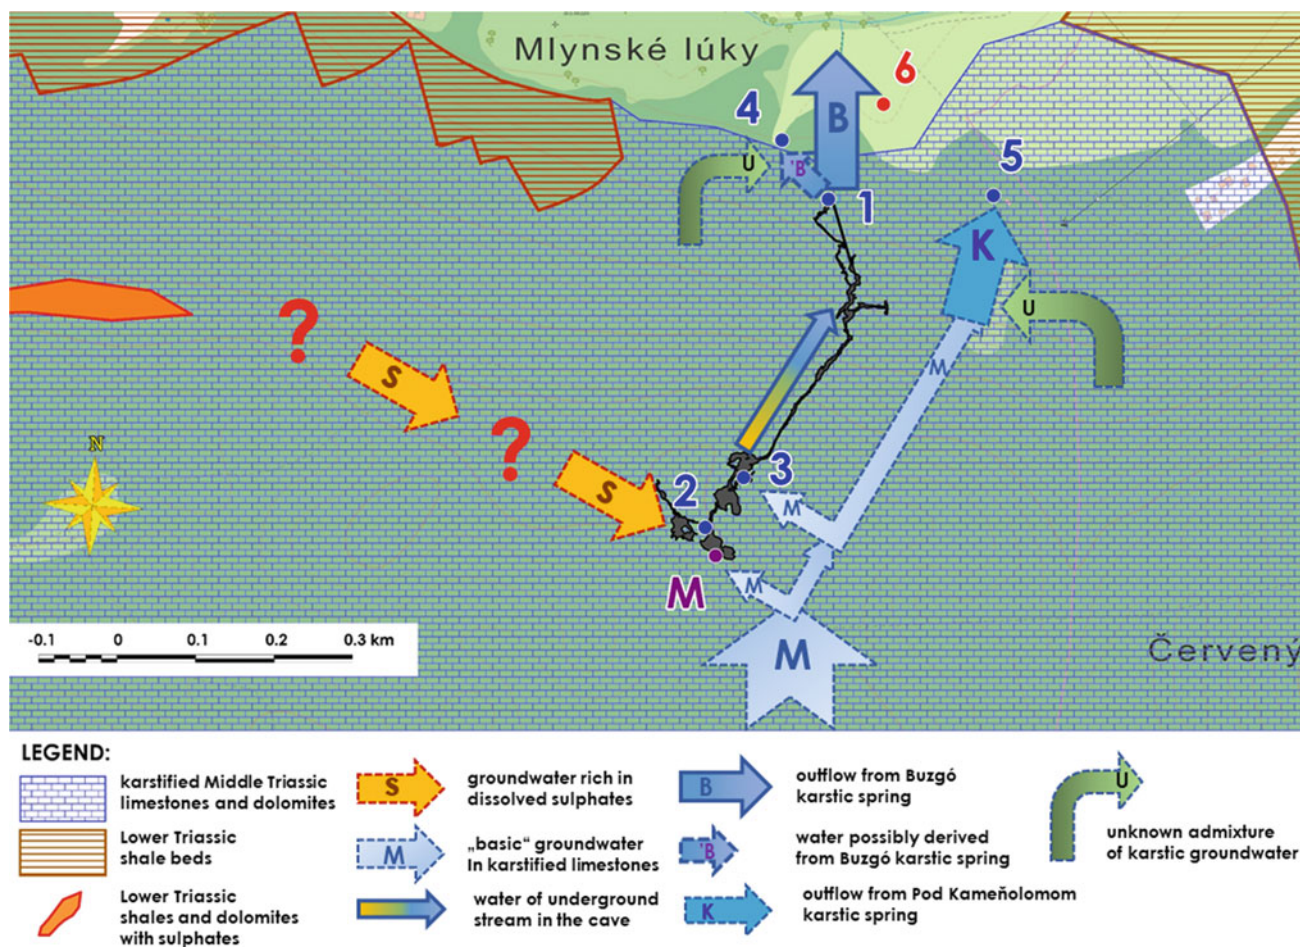 Mlynské lúky
6
4
B
U
'B
5
1
K
?
U
S
M
N
?
S
2
3
M
M
M
-0.1 0 0.1 0.2 0.3 km
M
Červený
LEGEND:
karstified Middle Triassic
limestones and dolomites
Lower Triassic
shale beds
Lower Triassic
shales and dolomites
with sulphates
S
groundwater rich in
dissolved sulphates
M
„basic“ groundwater
In karstified limestones
water of underground
stream in the cave
B
outflow from Buzgó
karstic spring
'B
water possibly derived
from Buzgó karstic spring
K
outflow from Pod Kameňolomom
karstic spring
U
unknown admixture
of karstic groundwater